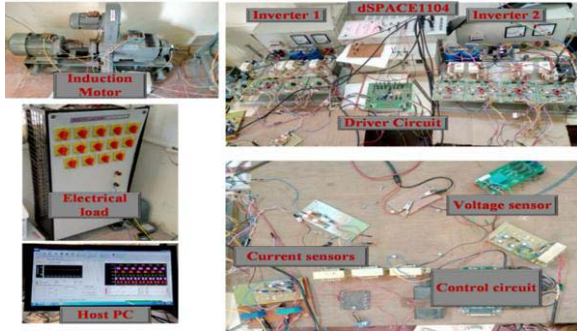 Induction
Motor
Inverter 1
dSPACE1104
Inverter 2
Driver Circuit
Electrical
load
Host PC
Voltage sensor
Current sensors
Control circuit